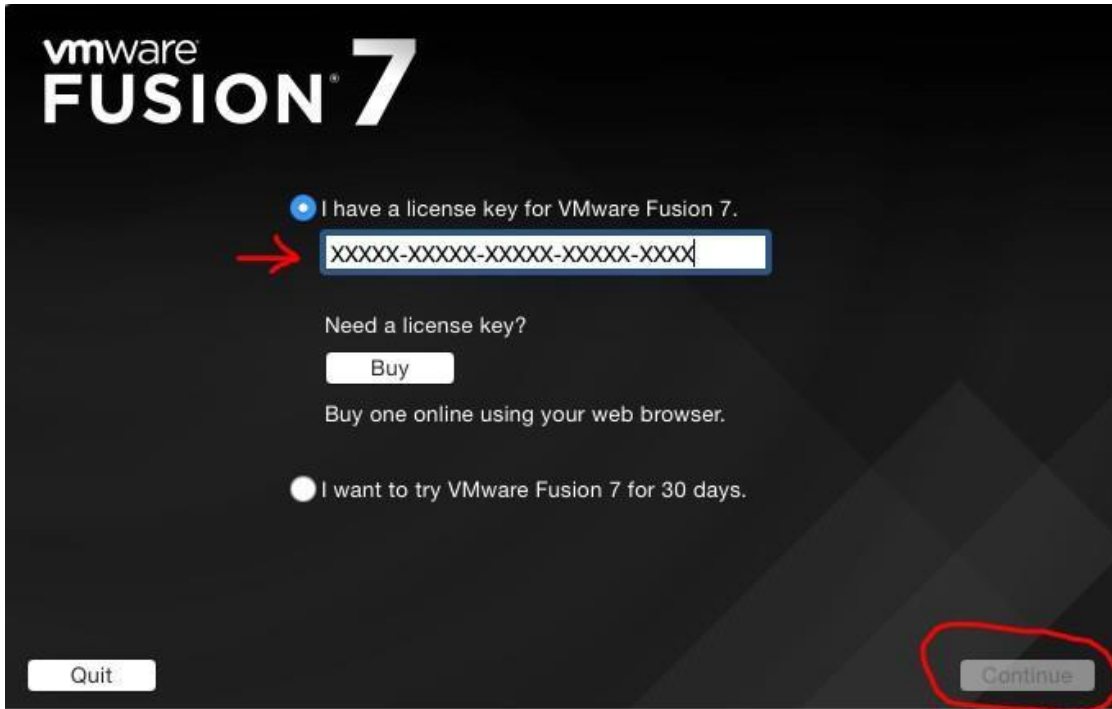 vmware
FUSION® 7
I have a license key for VMware Fusion 7.
XXXXX-XXXXX-XXXXX-XXXXX-XXXX
Need a license key?
Buy
Buy one online using your web browser.
I want to try VMware Fusion 7 for 30 days.
Quit
Continue